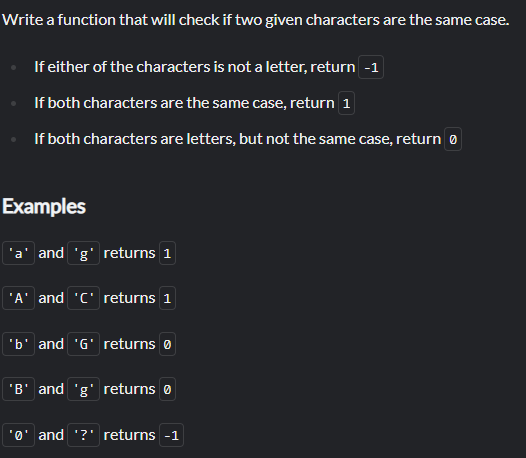 Write a function that will check if two given characters are the same case.
If either of the characters is not a letter, return -1
If both characters are the same case, return 1
If both characters are letters, but not the same case, return 0
Examples
'a' and 'g' returns 1
'A' and 'C' returns 1
'b' and 'G' returns 0
'B' and 'g' returns 0
'0' and '?' returns -1